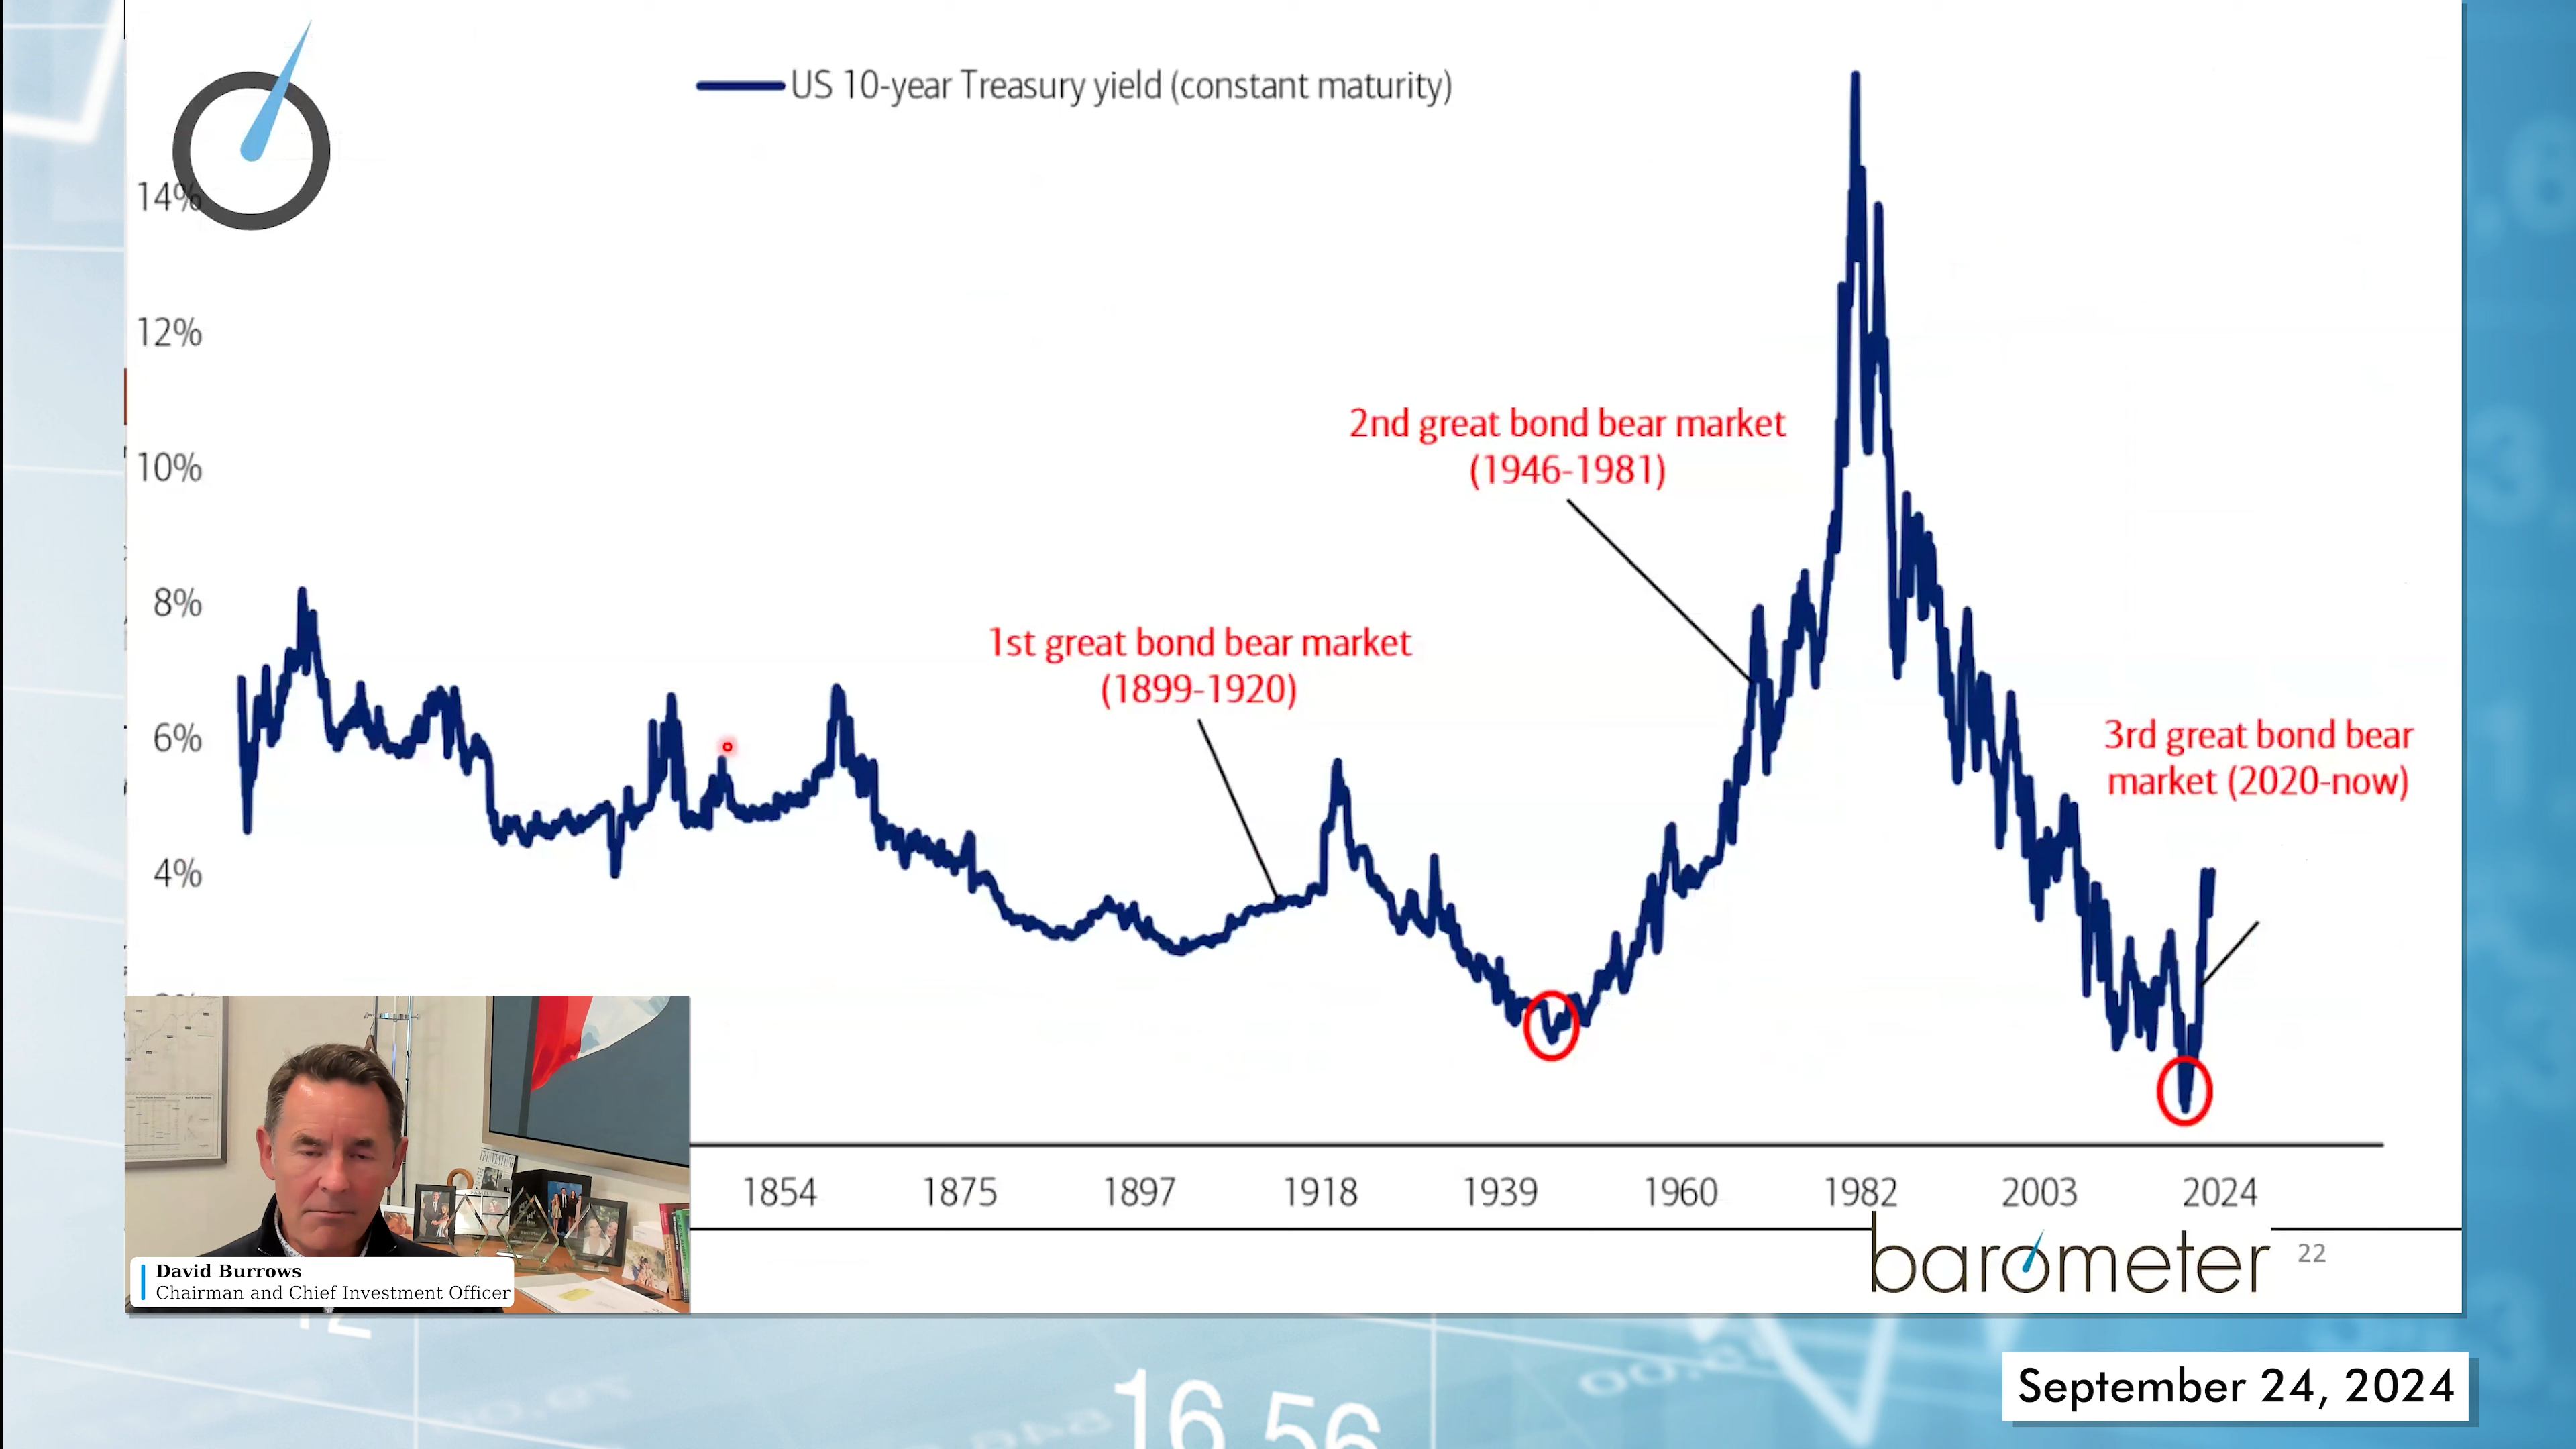 US 10-year Treasury yield (constant maturity)
14%
12%
10%
8%
6%
4%
2nd great bond bear market
(1946-1981)
1st great bond bear market
(1899-1920)
3rd great bond bear
market (2020-now)
1854 1875 1897 1918 1939 1960 1982 2003 2024
barometer
22
David Burrows
Chairman and Chief Investment Officer
September 24, 2024
16.56